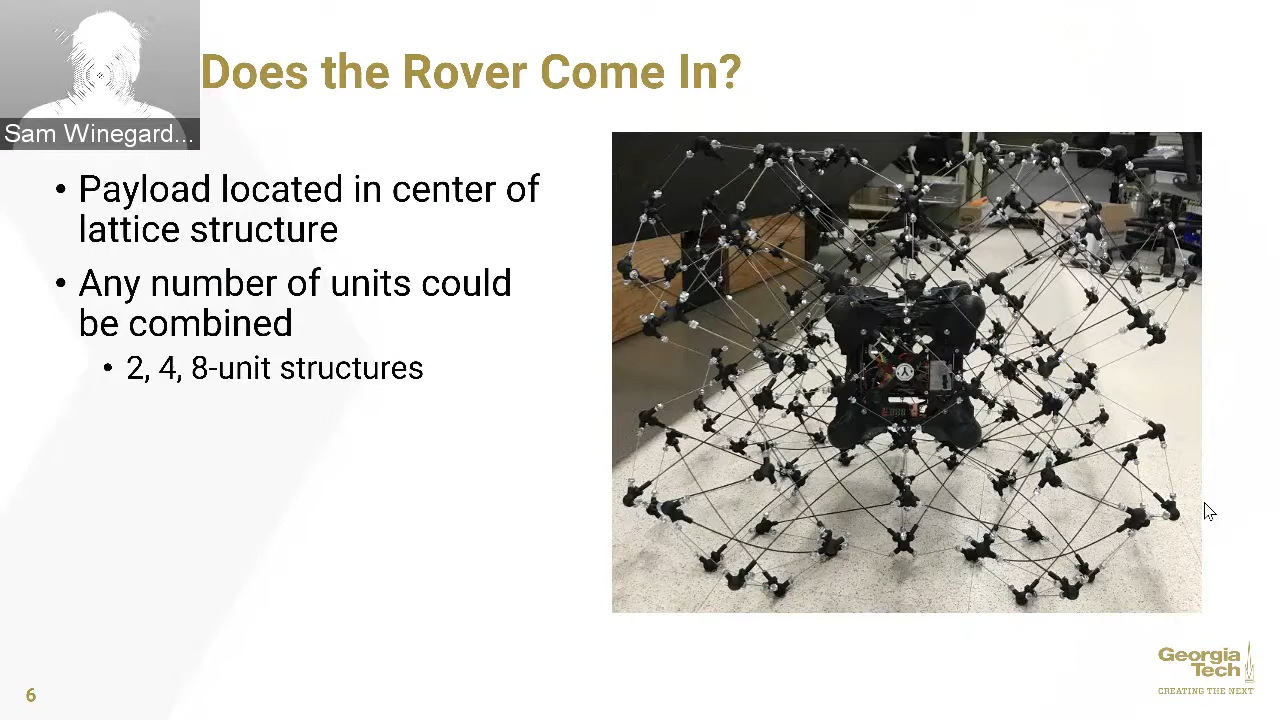 Does the Rover Come In?
Sam Winegard...
• Payload located in center of
lattice structure
• Any number of units could
be combined
• 2, 4, 8-unit structures
Georgia
Tech
CREATING THE NEXT
6